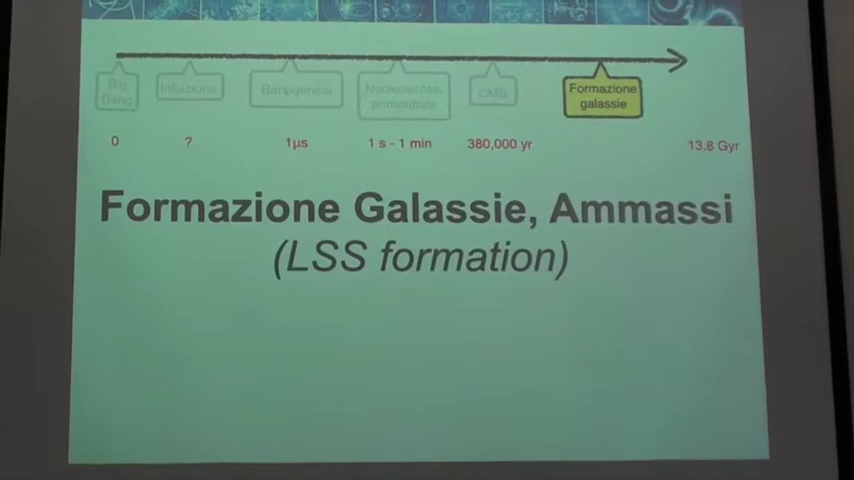 Big
Bang
Inflazione
Bariogenesi
Nucleosintesi
primordiale
CMB
Formazione
galassie
0
?
1µs
1 s - 1 min
380,000 yr
13.8 Gyr
Formazione Galassie, Ammassi
(LSS formation)